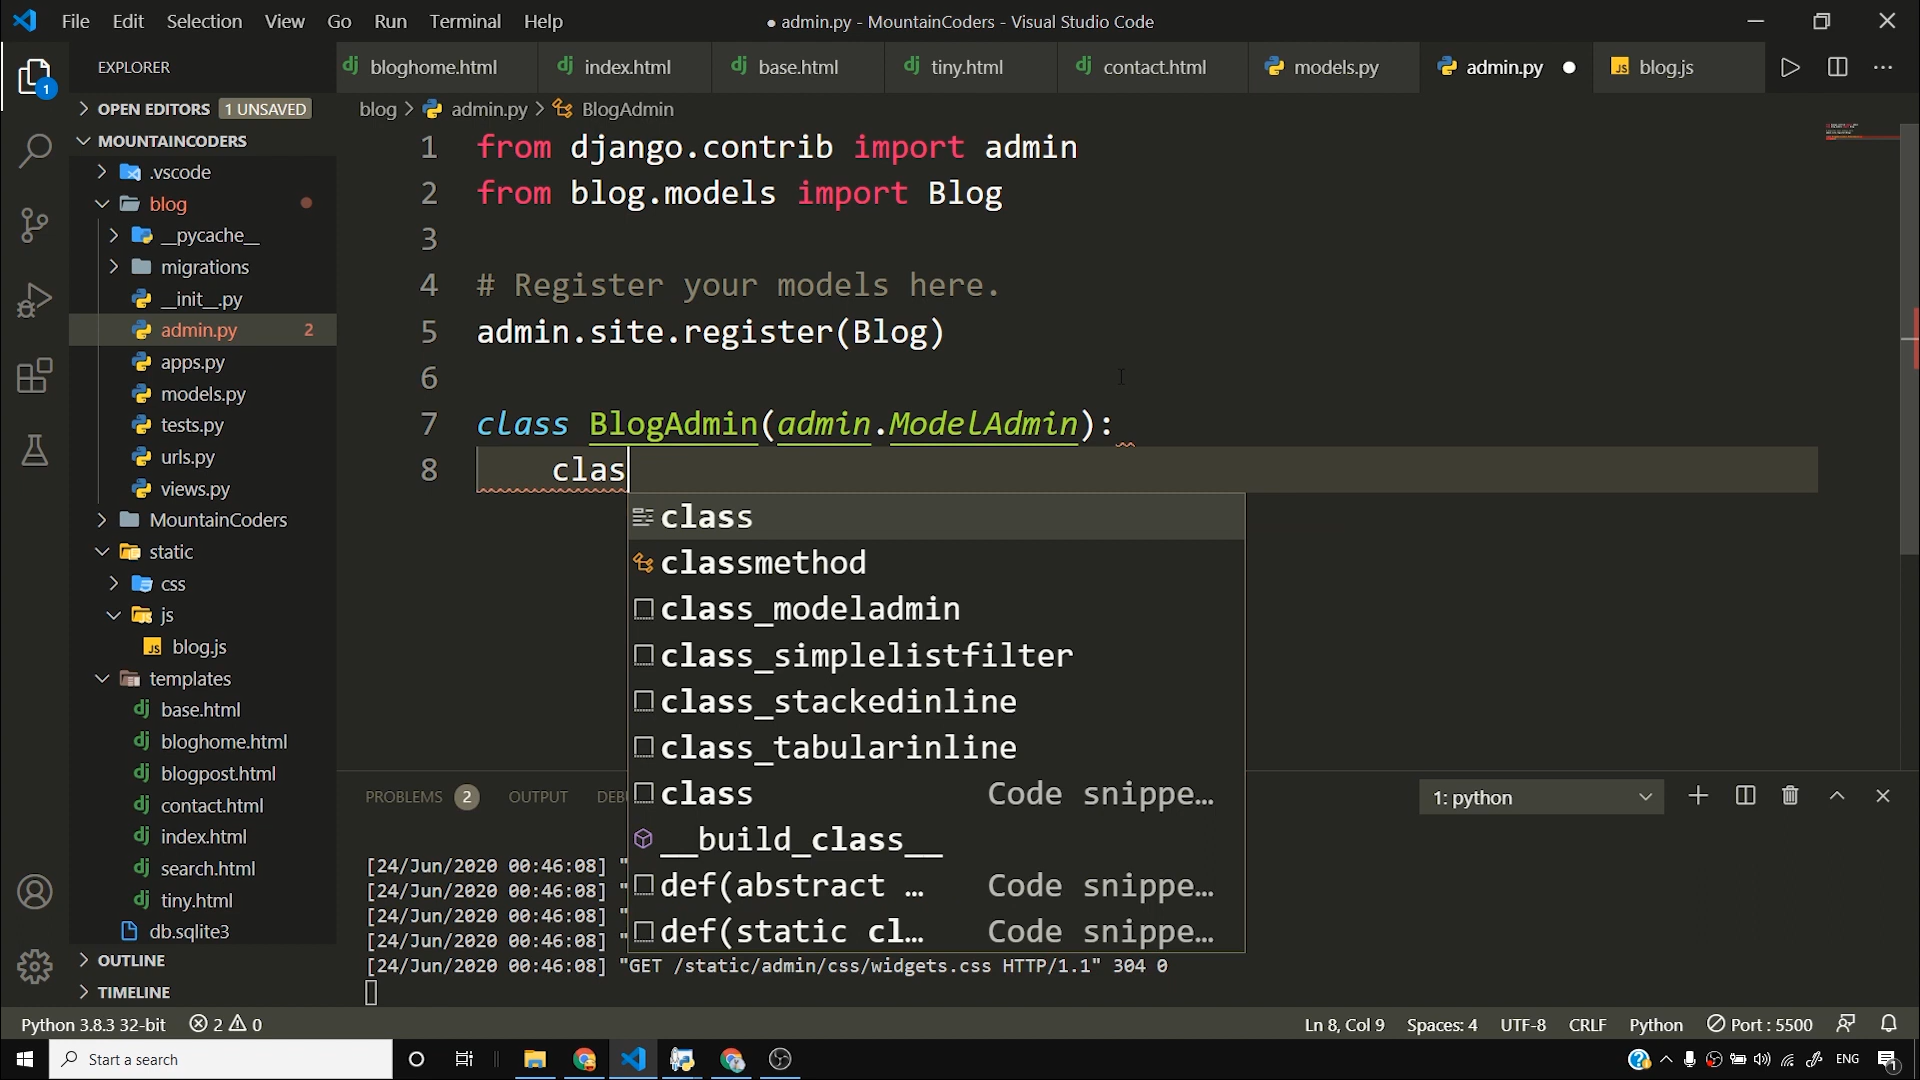 File Edit Selection View Go Run Terminal Help
● admin.py - MountainCoders - Visual Studio Code
EXPLORER
bloghome.html index.html base.html tiny.html contact.html models.py admin.py blog.js
OPEN EDITORS 1 UNSAVED
blog > admin.py > BlogAdmin
MOUNTAINCODERS
.vscode
blog
__pycache__
migrations
__init__.py
admin.py 2
apps.py
models.py
tests.py
urls.py
views.py
MountainCoders
static
css
js
blog.js
templates
base.html
bloghome.html
blogpost.html
contact.html
index.html
search.html
tiny.html
db.sqlite3
OUTLINE
TIMELINE
1 from django.contrib import admin
2 from blog.models import Blog
3
4 # Register your models here.
5 admin.site.register(Blog)
6
7 class BlogAdmin(admin.ModelAdmin):
8 clas
class
classmethod
class_modeladmin
class_simplelistfilter
class_stackedinline
class_tabularinline
class Code snippe…
__build_class__
def(abstract … Code snippe…
def(static cl… Code snippe…
PROBLEMS 2 OUTPUT DEBU
1: python
[24/Jun/2020 00:46:08] "
[24/Jun/2020 00:46:08] "
[24/Jun/2020 00:46:08] "
[24/Jun/2020 00:46:08] "
[24/Jun/2020 00:46:08] "GET /static/admin/css/widgets.css HTTP/1.1" 304 0
Python 3.8.3 32-bit 2 0
Ln 8, Col 9 Spaces: 4 UTF-8 CRLF Python Port : 5500
Start a search
ENG
1